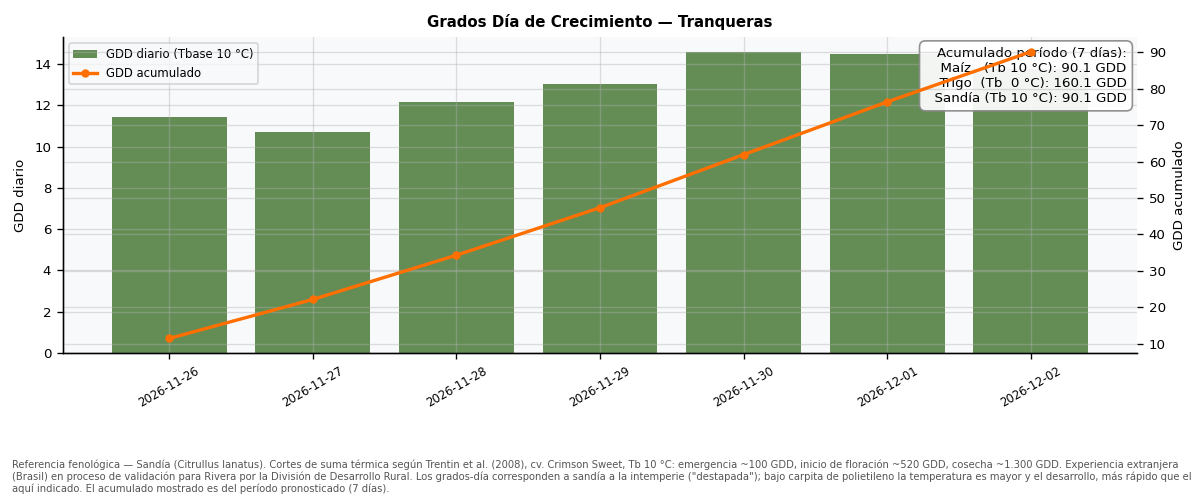 Grados Día de Crecimiento — Tranqueras
GDD diario (Tbase 10 °C)
GDD acumulado
Acumulado período (7 días):
Maíz (Tb 10 °C): 90.1 GDD
Trigo (Tb 0 °C): 160.1 GDD
Sandía (Tb 10 °C): 90.1 GDD
14
12
10
8
6
4
2
0
GDD diario
90
80
70
60
50
40
30
20
10
GDD acumulado
2026-11-26
2026-11-27
2026-11-28
2026-11-29
2026-11-30
2026-12-01
2026-12-02
Referencia fenológica — Sandía (Citrullus lanatus). Cortes de suma térmica según Trentin et al. (2008), cv. Crimson Sweet, Tb 10 °C: emergencia ~100 GDD, inicio de floración ~520 GDD, cosecha ~1.300 GDD. Experiencia extranjera
(Brasil) en proceso de validación para Rivera por la División de Desarrollo Rural. Los grados-día corresponden a sandía a la intemperie ("destapada"); bajo carpita de polietileno la temperatura es mayor y el desarrollo, más rápido que el
aquí indicado. El acumulado mostrado es del período pronosticado (7 días).